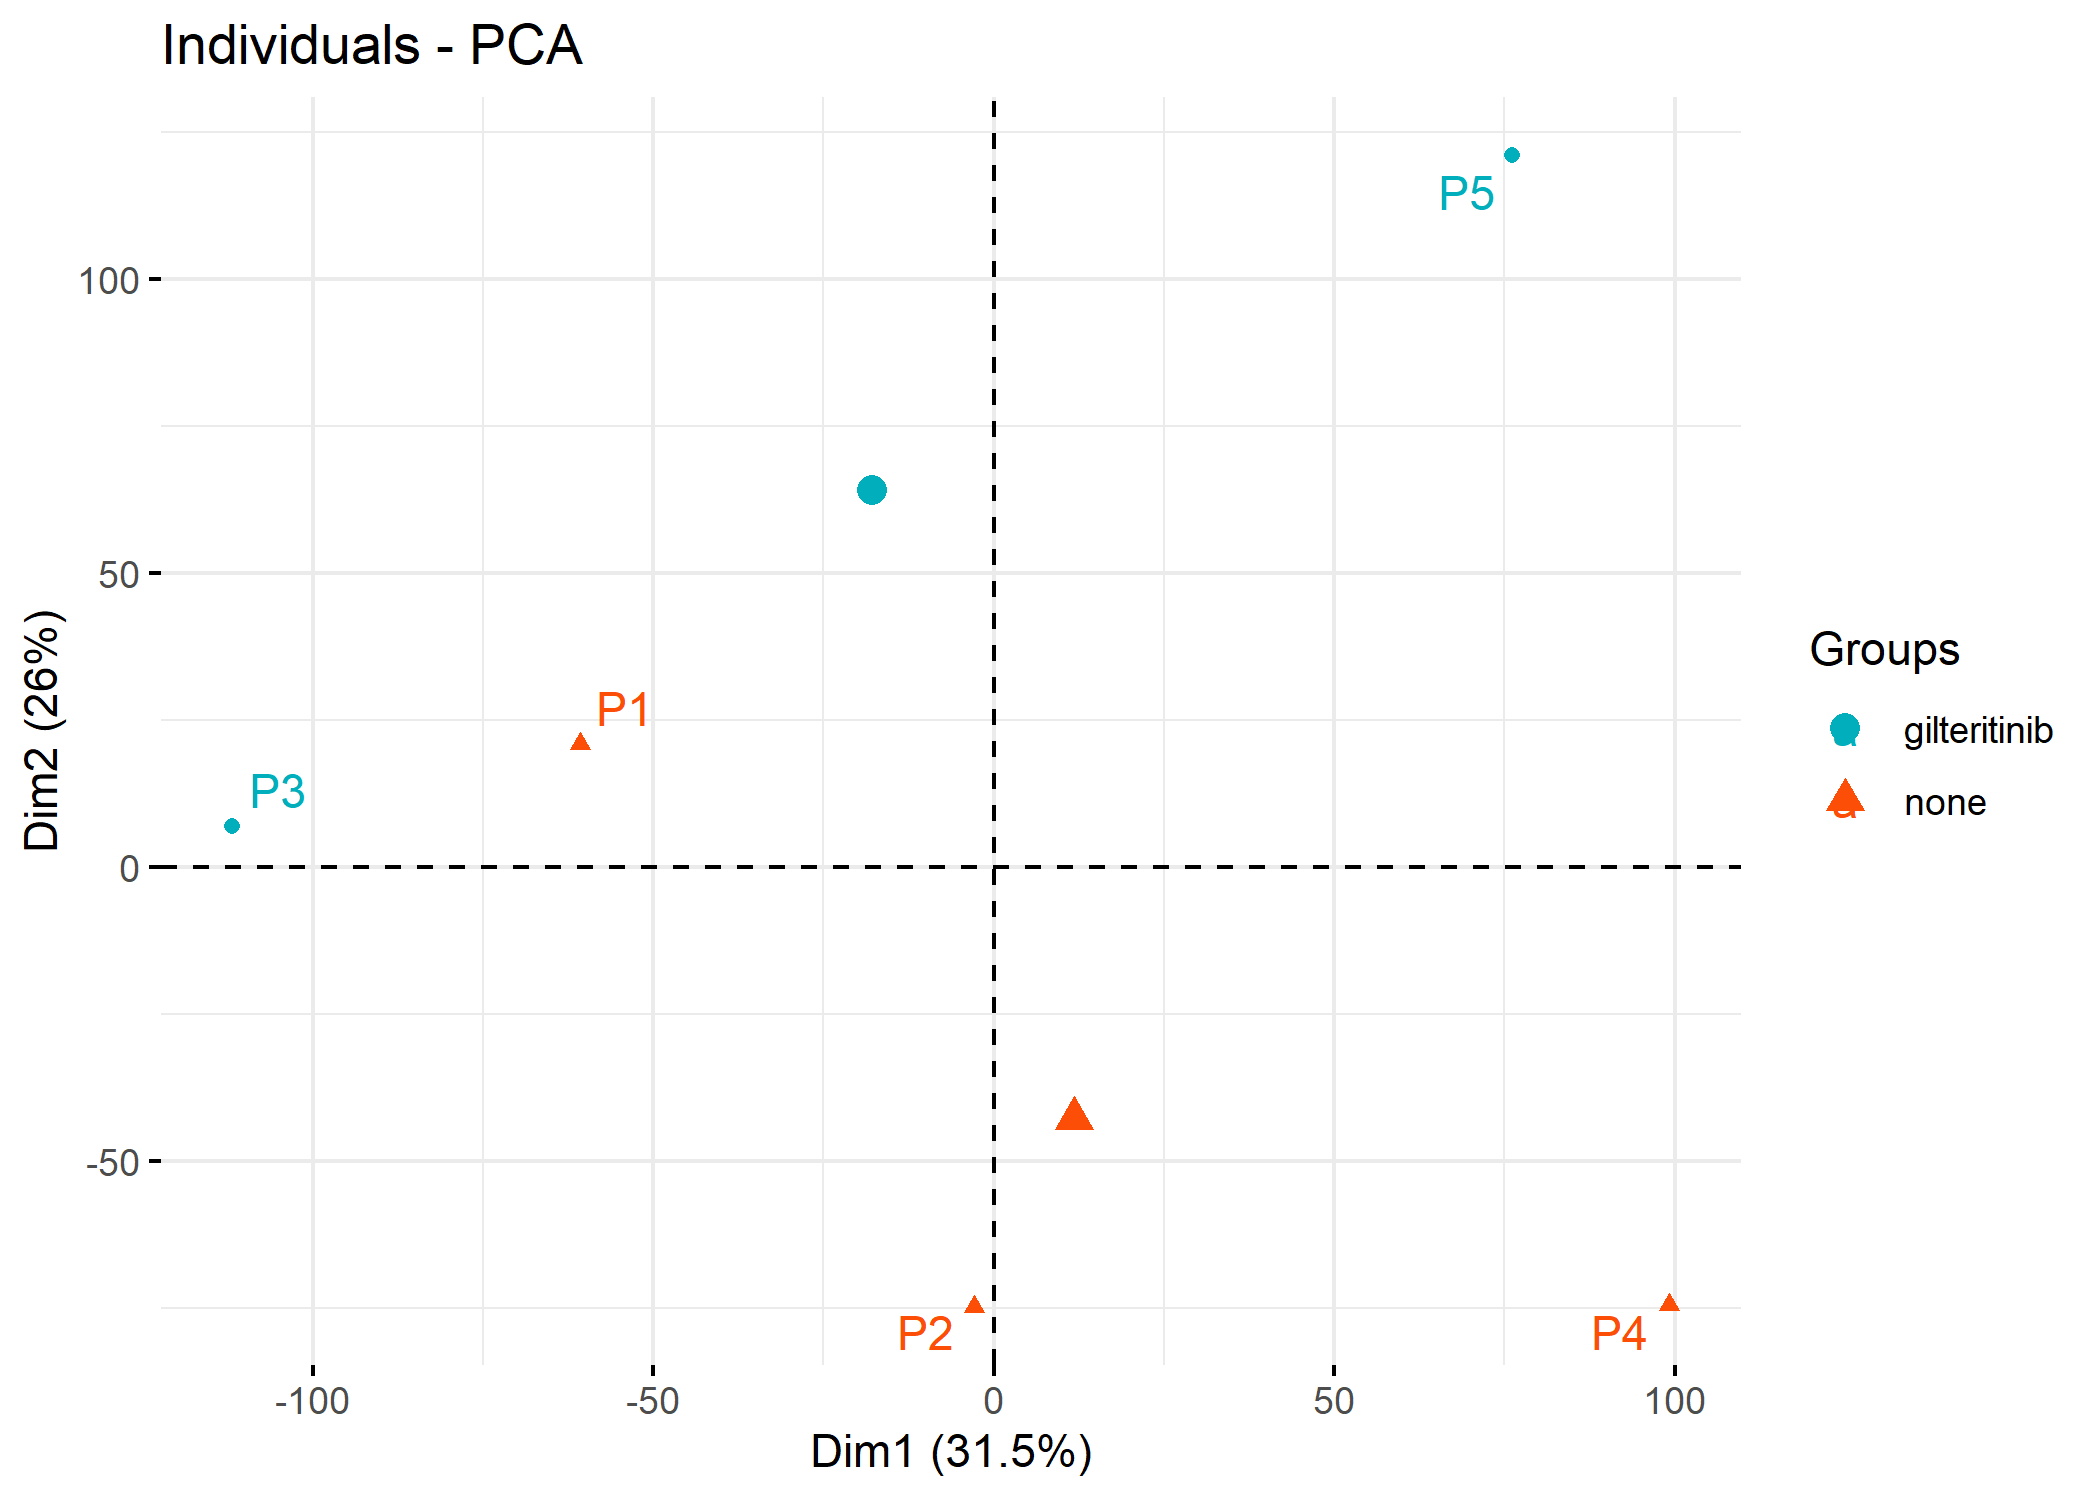 Individuals - PCA
P5
100
50
P1
P3
0
-50
P2
P4
-100
-50
0
50
100
Dim1 (31.5%)
Dim2 (26%)
Groups
a gilteritinib
a none